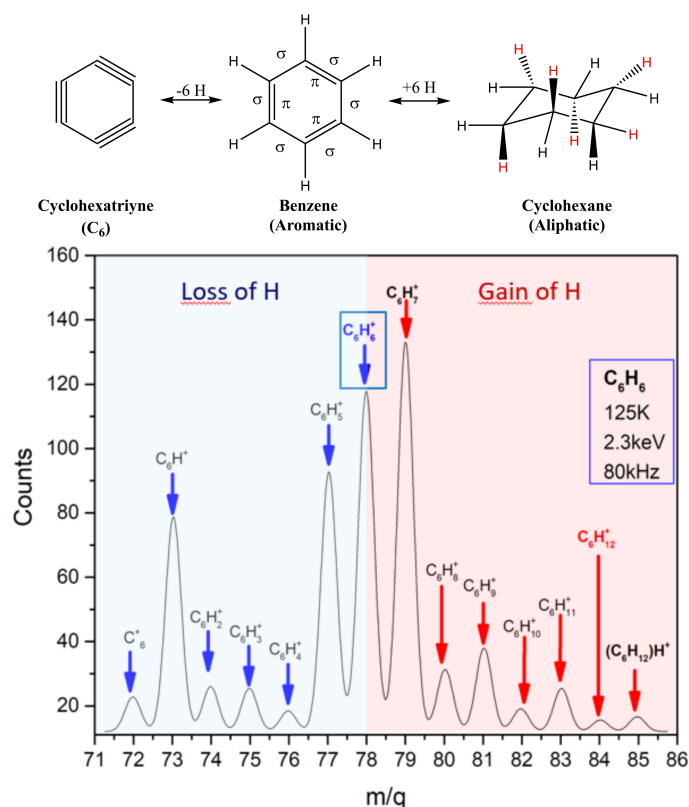 -6 H
+6 H
H H H H H H
σ σ σ σ σ σ
π π π
H H H H H H H H H H H H
Cyclohexatriyne
(C₆)
Benzene
(Aromatic)
Cyclohexane
(Aliphatic)
Loss of H
Gain of H
C₆H₇⁺
C₆H₆⁺
C₆H₅⁺
C₆H⁺
C₆H₆
125K
2.3keV
80kHz
C₆H₁₂⁺
C₆H₈⁺
C₆H₉⁺
C₆H₁₁⁺
C₆H₁₀⁺
(C₆H₁₂)H⁺
C⁺₆
C₆H₂⁺
C₆H₃⁺
C₆H₄⁺
Counts
160
140
120
100
80
60
40
20
71 72 73 74 75 76 77 78 79 80 81 82 83 84 85 86
m/q